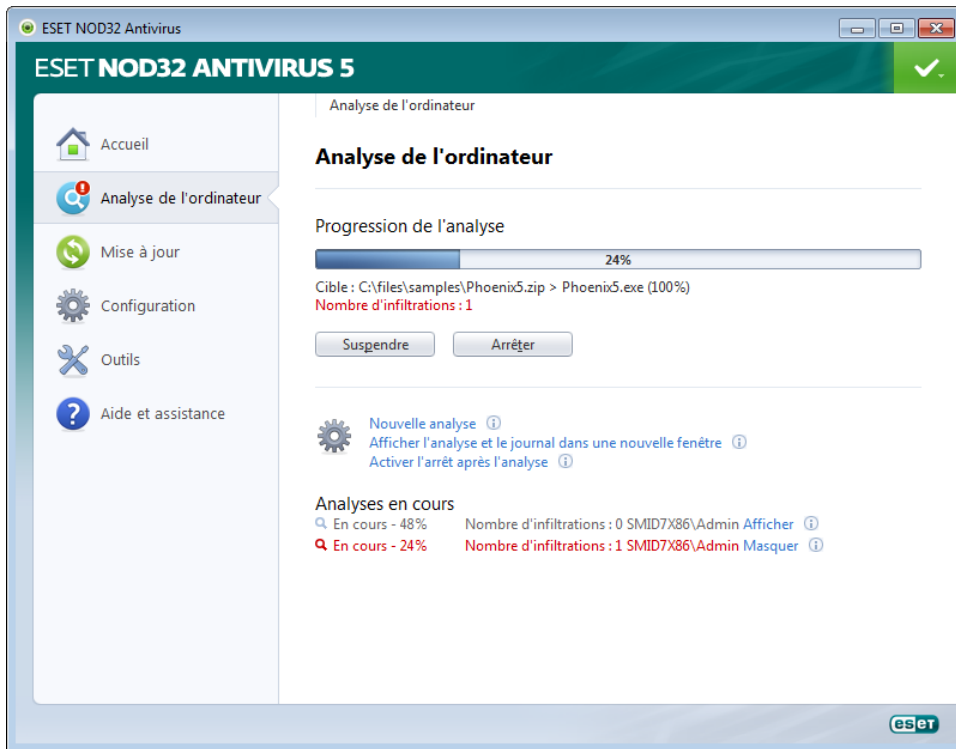 ESET NOD32 Antivirus
ESET NOD32 ANTIVIRUS 5
Accueil
Analyse de l'ordinateur
Mise à jour
Configuration
Outils
Aide et assistance
Analyse de l'ordinateur
Analyse de l'ordinateur
Progression de l'analyse
24%
Cible : C:\files\samples\Phoenix5.zip > Phoenix5.exe (100%)
Nombre d'infiltrations : 1
Suspendre Arrêter
Nouvelle analyse
Afficher l'analyse et le journal dans une nouvelle fenêtre
Activer l'arrêt après l'analyse
Analyses en cours
En cours - 48% Nombre d'infiltrations : 0 SMID7X86\Admin Afficher
En cours - 24% Nombre d'infiltrations : 1 SMID7X86\Admin Masquer
eseT